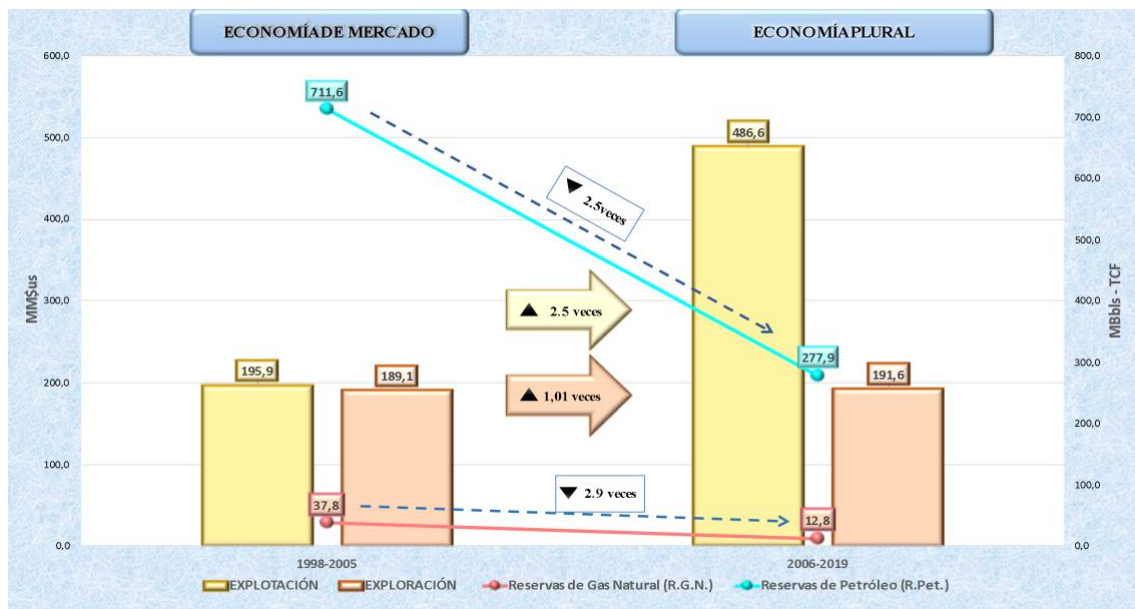 ECONOMÍA DE MERCADO
ECONOMÍA PLURAL
600,0
500,0
400,0
300,0
200,0
100,0
0,0
MM$us
800,0
700,0
600,0
500,0
400,0
300,0
200,0
100,0
0,0
MBbls - TCF
711,6
486,6
▼ 2.5veces
▲ 2.5 veces
277,9
195,9
189,1
▲ 1,01 veces
191,6
▼ 2.9 veces
37,8
12,8
1998-2005
2006-2019
EXPLOTACIÓN
EXPLORACIÓN
Reservas de Gas Natural (R.G.N.)
Reservas de Petróleo (R.Pet.)